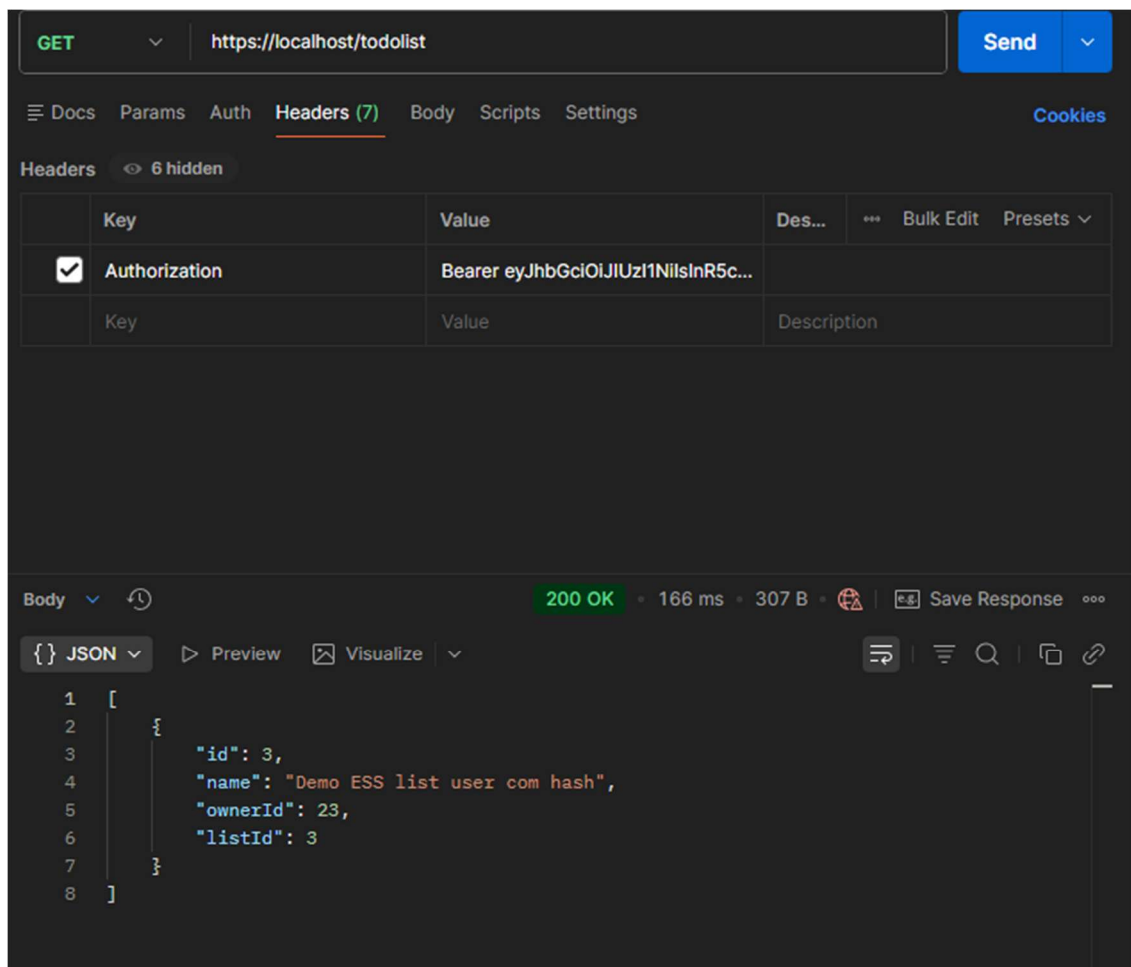 GET https://localhost/todolist Send
Docs Params Auth Headers (7) Body Scripts Settings Cookies
Headers 6 hidden
Key Value Des... Bulk Edit Presets
Authorization Bearer eyJhbGciOiJIUzI1NiIsInR5c...
Key Value Description
Body 200 OK 166 ms 307 B e.g. Save Response
{} JSON Preview Visualize
1 [
2 {
3 "id": 3,
4 "name": "Demo ESS list user com hash",
5 "ownerId": 23,
6 "listId": 3
7 }
8 ]